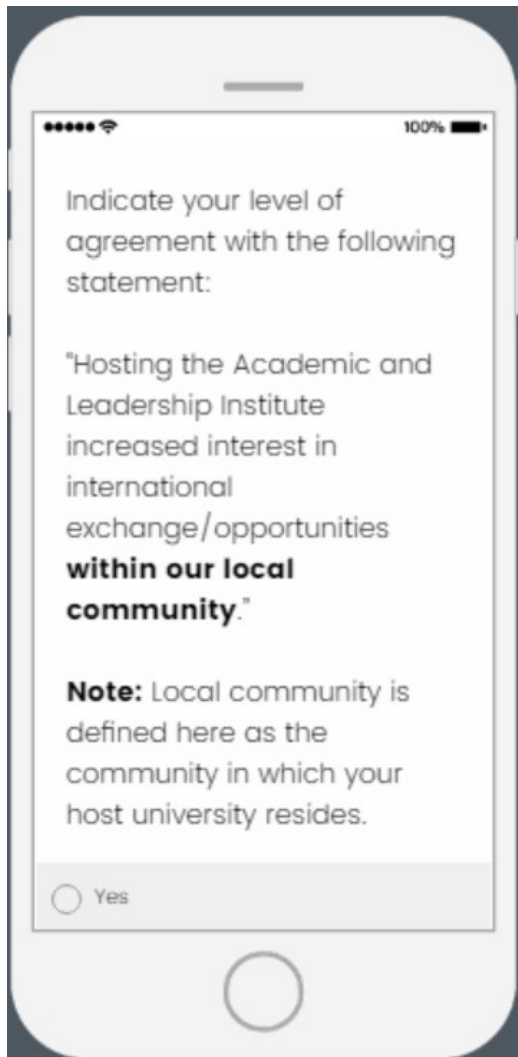 100%
Indicate your level of
agreement with the following
statement:
"Hosting the Academic and
Leadership Institute
increased interest in
international
exchange/opportunities
within our local
community."
Note: Local community is
defined here as the
community in which your
host university resides.
Yes